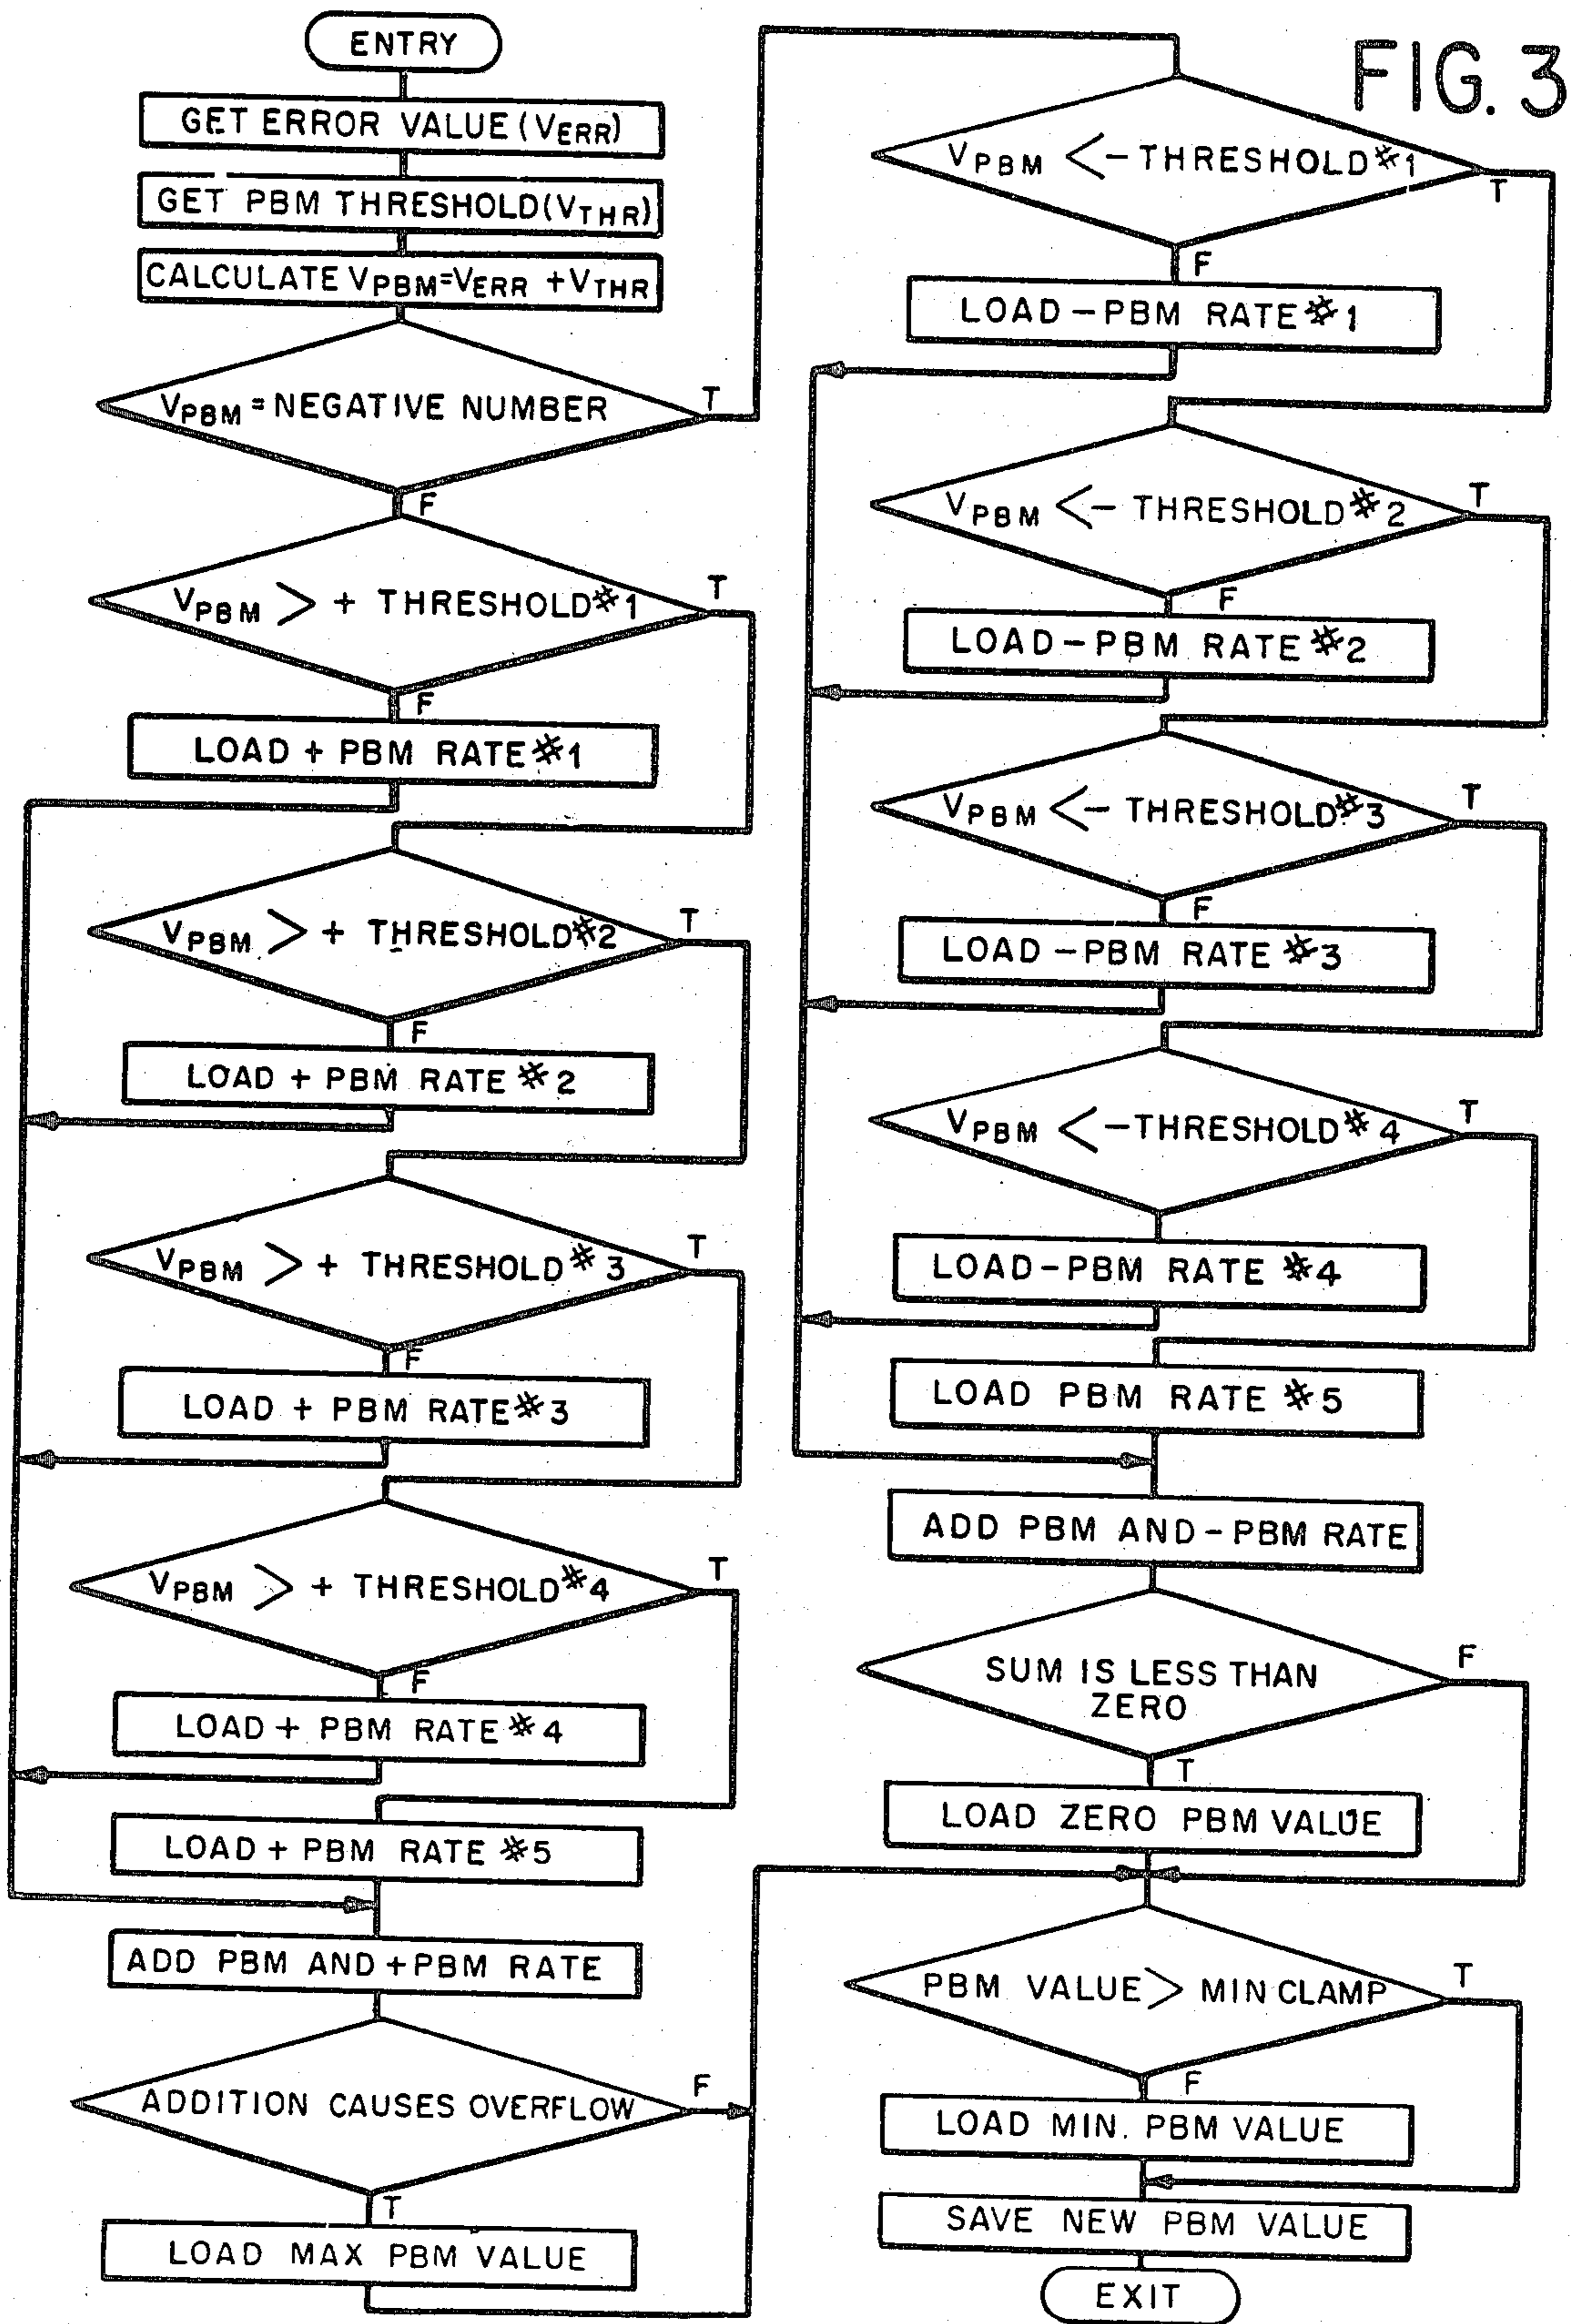 FIG. 3
ENTRY
GET ERROR VALUE (VERR)
GET PBM THRESHOLD (VTHR)
CALCULATE VPBM=VERR +VTHR
VPBM = NEGATIVE NUMBER
T
F
VPBM > + THRESHOLD #1
T
F
LOAD + PBM RATE #1
VPBM > + THRESHOLD #2
T
F
LOAD + PBM RATE #2
VPBM > + THRESHOLD # 3
T
F
LOAD + PBM RATE #3
VPBM > + THRESHOLD #4
T
F
LOAD + PBM RATE #4
LOAD + PBM RATE #5
ADD PBM AND +PBM RATE
ADDITION CAUSES OVERFLOW
F
T
LOAD MAX PBM VALUE
VPBM < - THRESHOLD #1
T
F
LOAD - PBM RATE #1
VPBM < - THRESHOLD #2
T
F
LOAD - PBM RATE #2
VPBM < - THRESHOLD #3
T
F
LOAD - PBM RATE #3
VPBM < - THRESHOLD # 4
T
LOAD - PBM RATE #4
LOAD PBM RATE #5
ADD PBM AND - PBM RATE
SUM IS LESS THAN
ZERO
F
T
LOAD ZERO PBM VALUE
PBM VALUE > MIN CLAMP
T
F
LOAD MIN. PBM VALUE
SAVE NEW PBM VALUE
EXIT